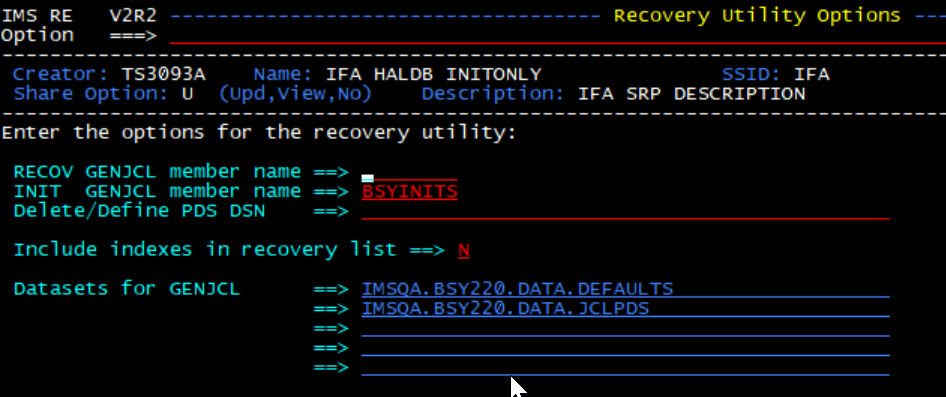 IMS RE   V2R2 ------------------------------------ Recovery Utility Options ---
Option   ===>
-------------------------------------------------------------------------------
Creator: TS3093A    Name: IFA HALDB INITONLY               SSID: IFA
Share Option: U  (Upd,View,No)    Description: IFA SRP DESCRIPTION
-------------------------------------------------------------------------------
Enter the options for the recovery utility:
RECOV GENJCL member name ==>
INIT  GENJCL member name ==> BSYINITS
Delete/Define PDS DSN    ==>
Include indexes in recovery list ==> N
Datasets for GENJCL      ==> IMSQA.BSY220.DATA.DEFAULTS
==> IMSQA.BSY220.DATA.JCLPDS
==>
==>
==>